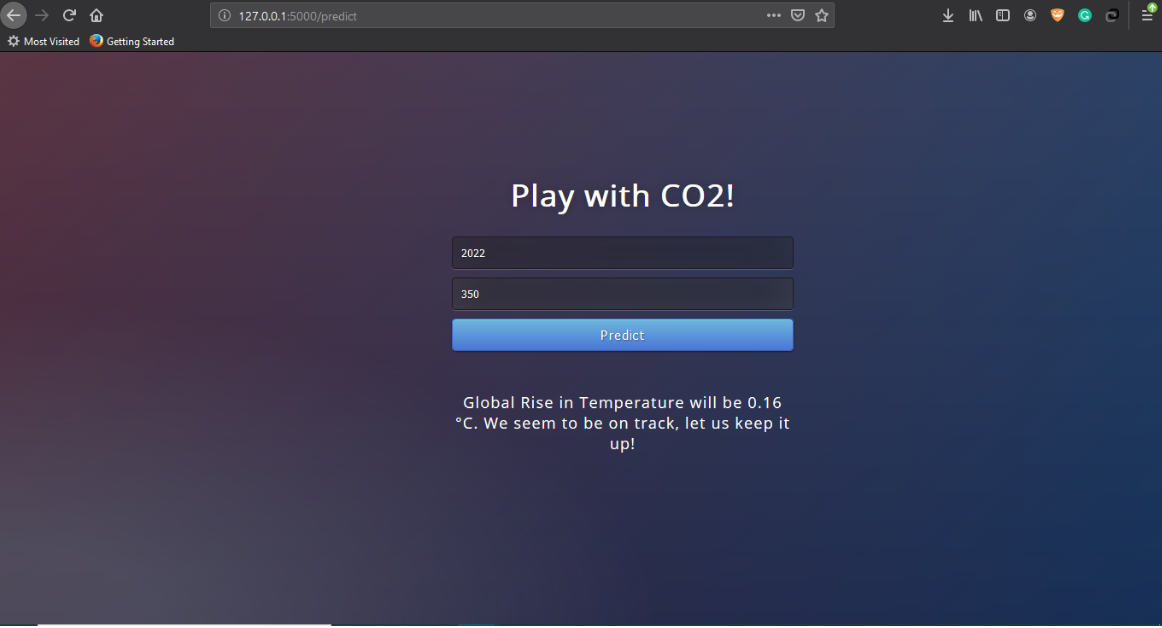 127.0.0.1:5000/predict
Most Visited Getting Started
Play with CO2!
2022
350
Predict
Global Rise in Temperature will be 0.16
°C. We seem to be on track, let us keep it
up!